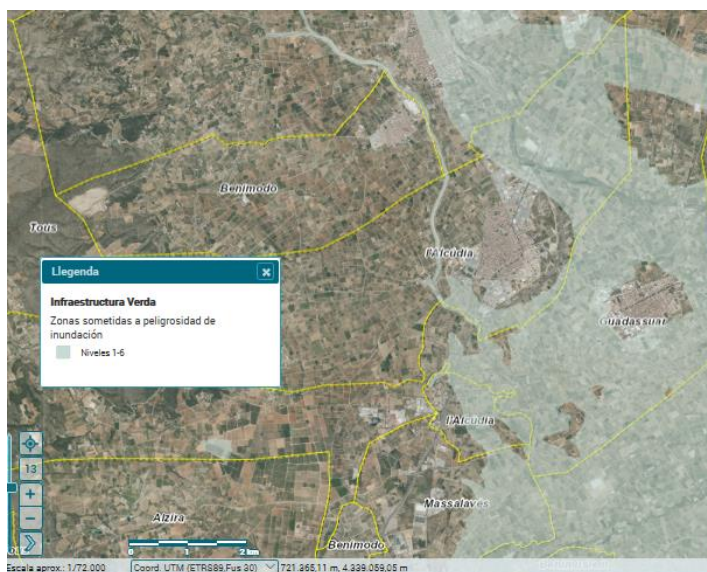 Benimodo
Tous
l'Alcúdia
Guadassuar
Llegenda
Infraestructura Verda
Zonas sometidas a peligrosidad de
inundación
Niveles 1-6
l'Alcúdia
13
Massalavés
Alzira
Benimodo
0 1 2 km
Escala aprox.: 1/72.000
Coord. UTM (ETRS89,Fus 30)
721.365,11 m, 4.339.059,05 m